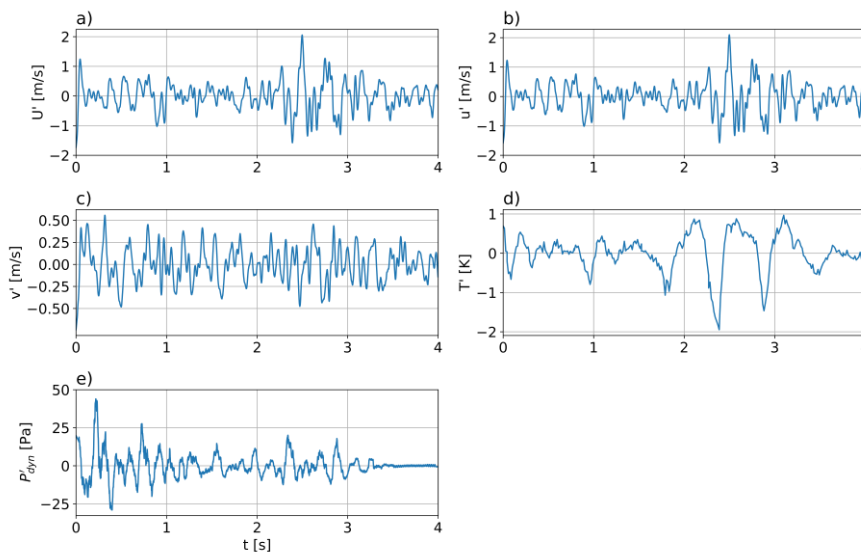 a)
U' [m/s]
2
1
0
−1
−2
0 1 2 3 4
b)
u' [m/s]
2
1
0
−1
−2
0 1 2 3 4
c)
v' [m/s]
0.50
0.25
0.00
−0.25
−0.50
0 1 2 3 4
d)
T' [K]
1
0
−1
−2
0 1 2 3
e)
P'dyn [Pa]
50
25
0
−25
0 1 2 3 4
t [s]